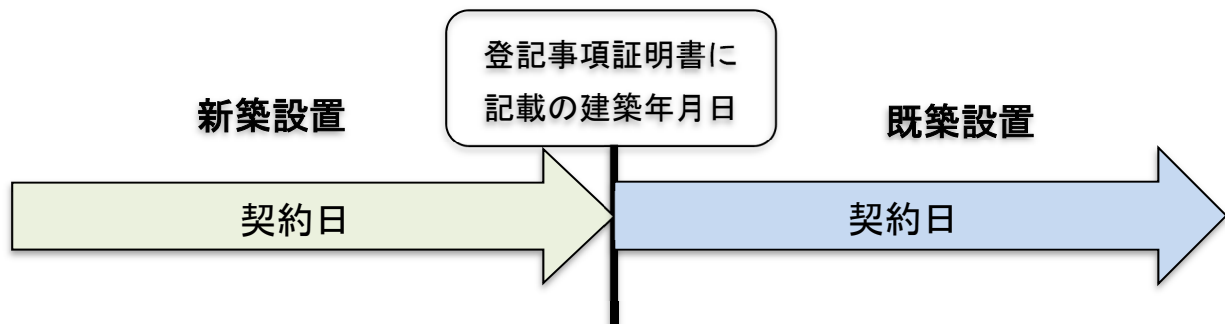 登記事項証明書に
記載の建築年月日
新築設置
既築設置
契約日
契約日